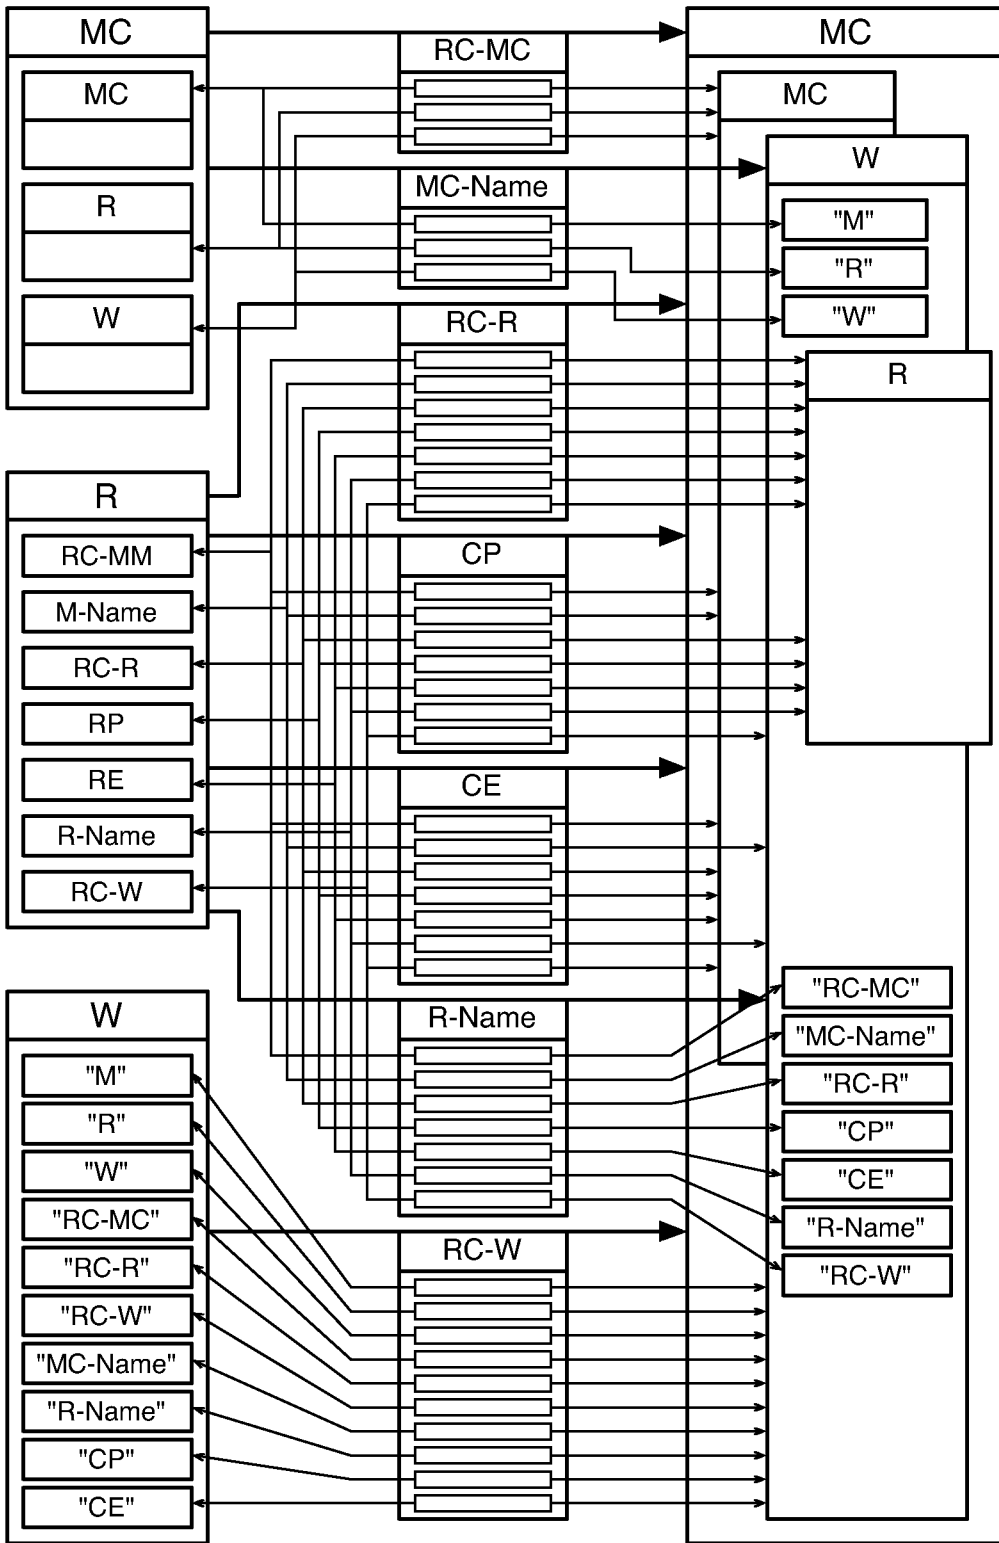 MC
MC
R
W
R
RC-MM
M-Name
RC-R
RP
RE
R-Name
RC-W
W
"M"
"R"
"W"
"RC-MC"
"RC-R"
"RC-W"
"MC-Name"
"R-Name"
"CP"
"CE"
RC-MC
MC-Name
RC-R
CP
CE
R-Name
RC-W
MC
MC
W
"M"
"R"
"W"
R
"RC-MC"
"MC-Name"
"RC-R"
"CP"
"CE"
"R-Name"
"RC-W"